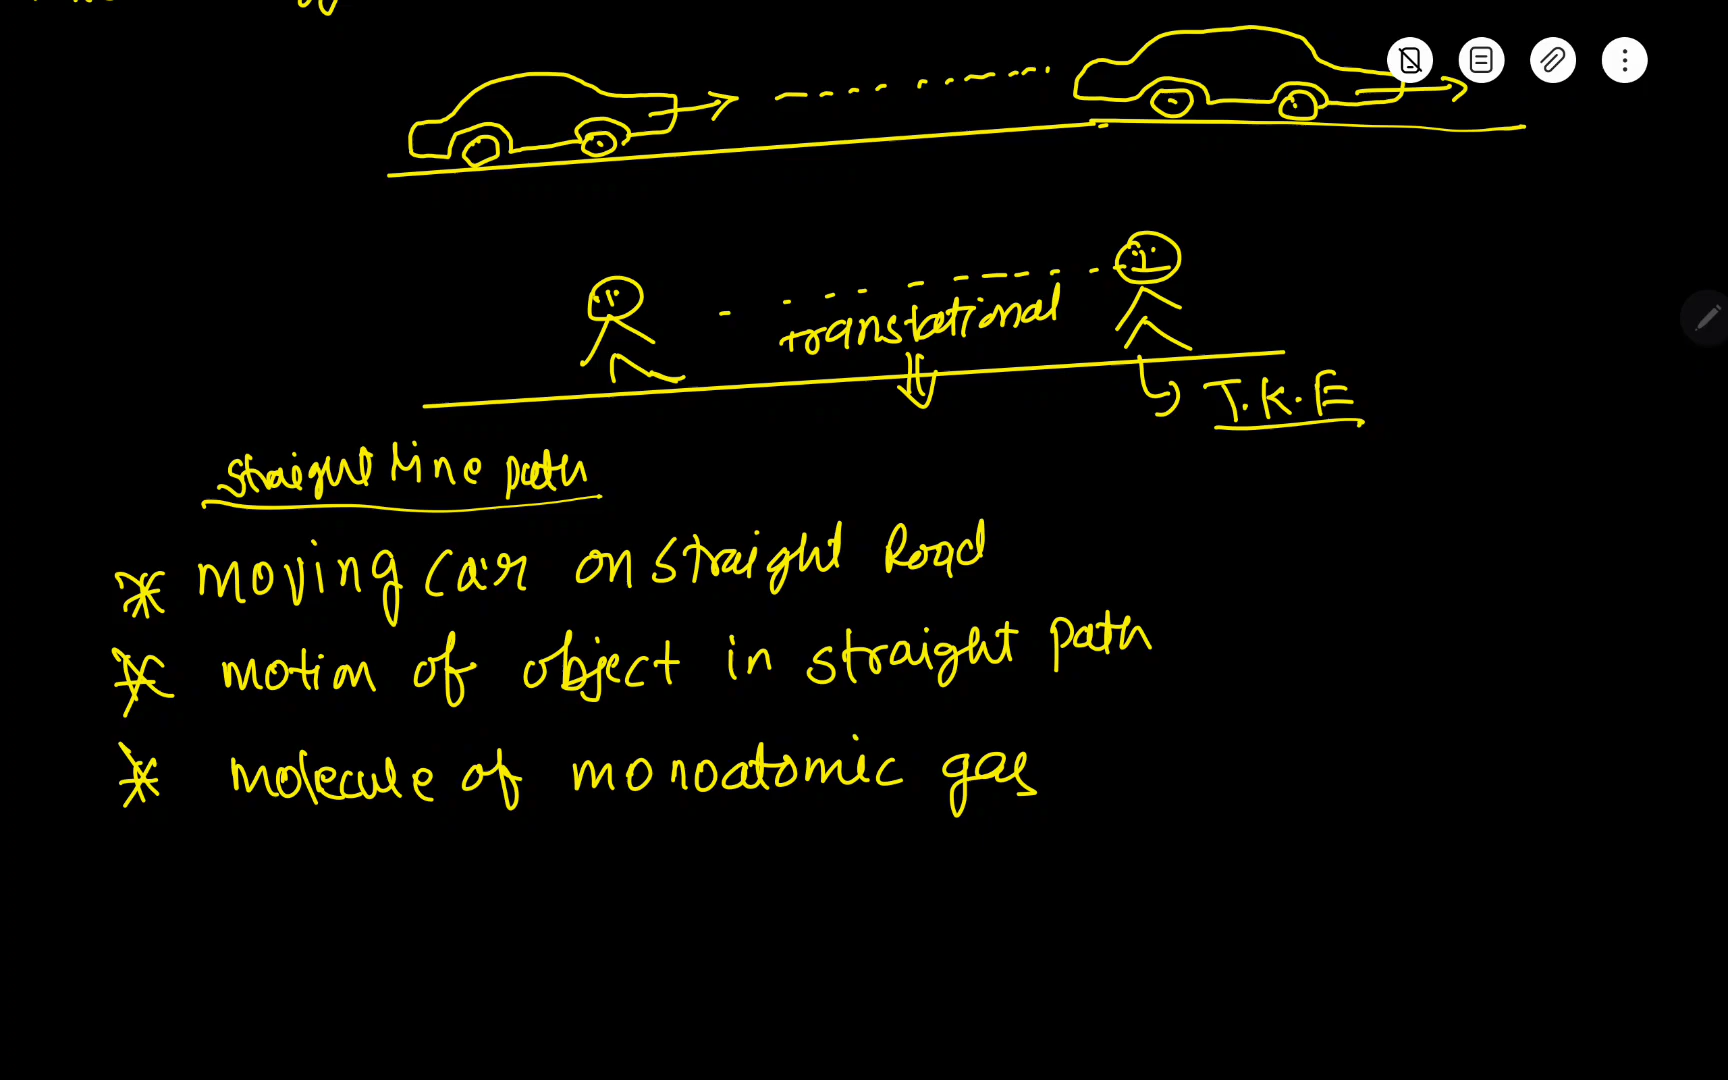 translational
T.K.E
straight line path
* moving car on straight Road
* motion of object in straight path
* molecule of monoatomic gas